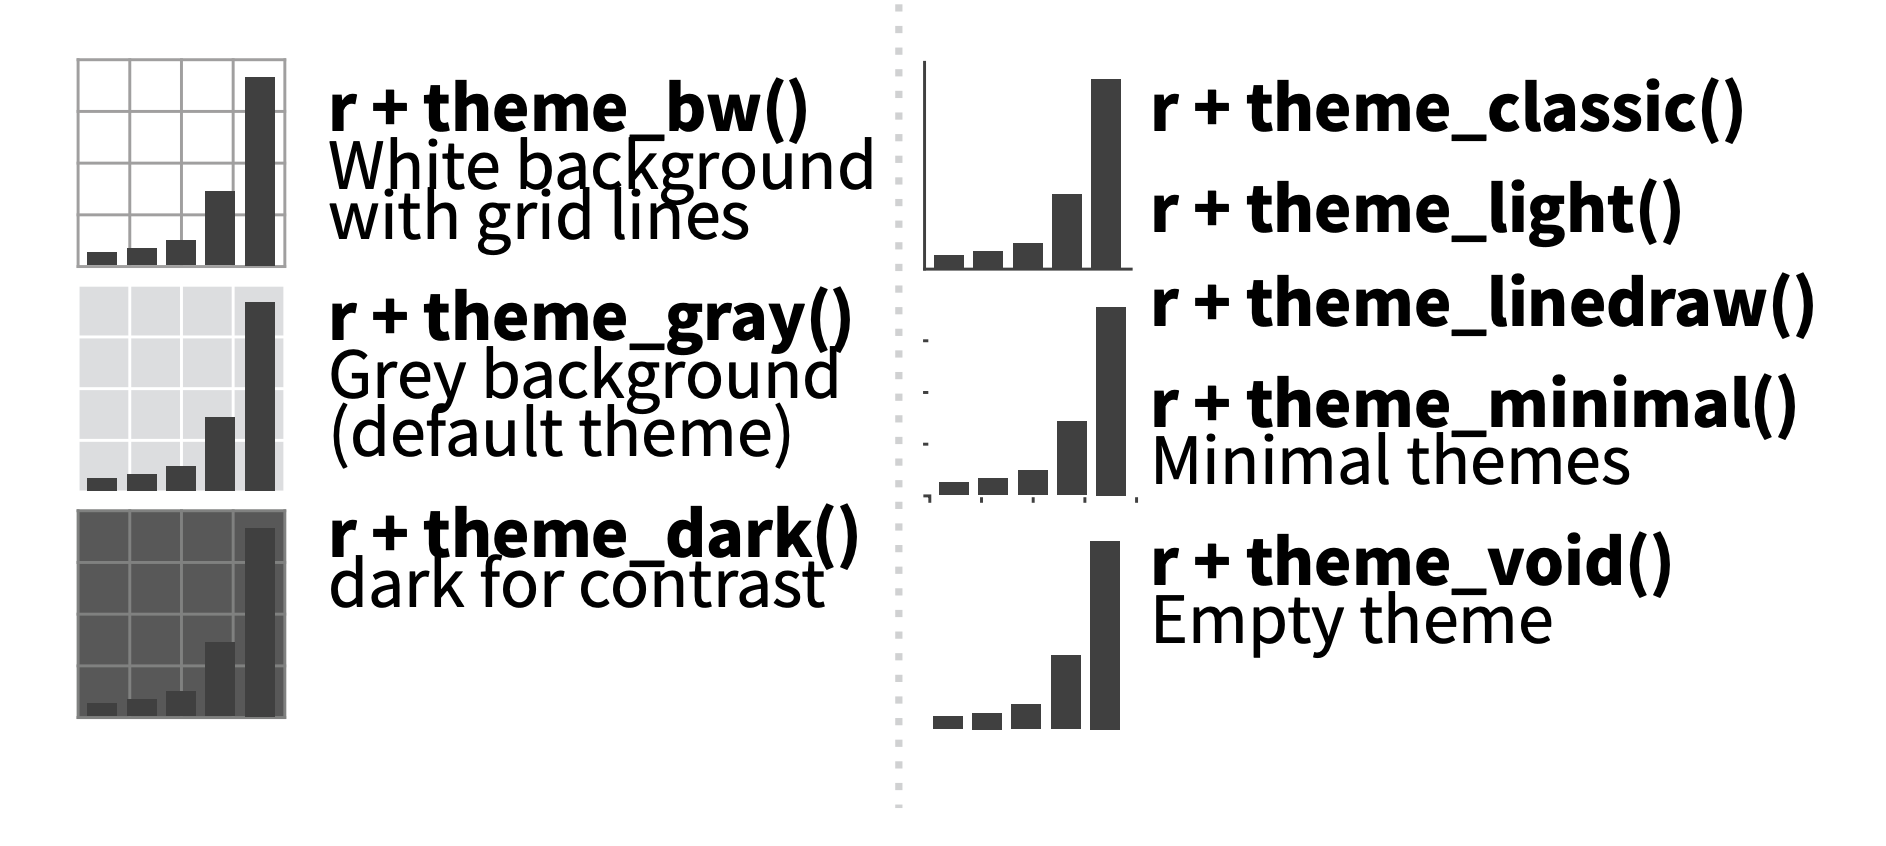 r + theme_bw()
White background
with grid lines
r + theme_gray()
Grey background
(default theme)
r + theme_dark()
dark for contrast
r + theme_classic()
r + theme_light()
r + theme_linedraw()
r + theme_minimal()
Minimal themes
r + theme_void()
Empty theme